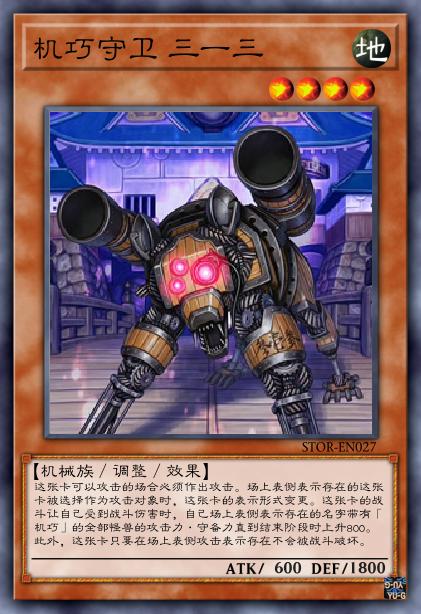 机巧守卫 三一三
地
STOR-EN027
【机械族／调整／效果】
这张卡可以攻击的场合必须作出攻击。场上表侧表示存在的这张
卡被选择作为攻击对象时，这张卡的表示形式变更。这张卡的战
斗让自己受到战斗伤害时，自己场上表侧表示存在的名字带有
「机巧」的全部怪兽的攻击力·守备力直到结束阶段时上升800。
此外，这张卡只要在场上表侧攻击表示存在不会被战斗破坏。
ATK/ 600 DEF/1800